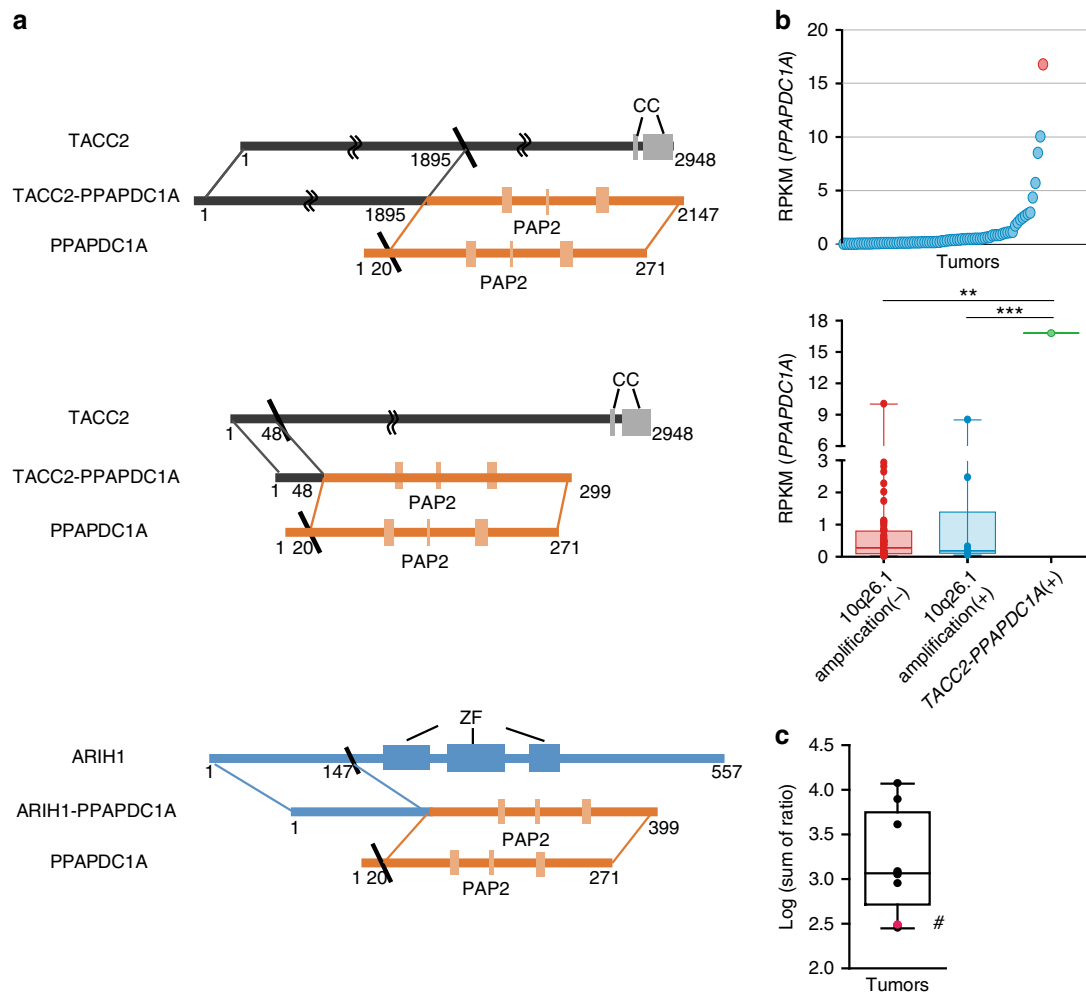 a
TACC2
CC
1
1895
2948
TACC2-PPAPDC1A
1
1895
PAP2
2147
PPAPDC1A
1 20
PAP2
271
TACC2
CC
1
48
2948
TACC2-PPAPDC1A
1
48
PAP2
299
PPAPDC1A
1 20
PAP2
271
ARIH1
ZF
1
147
557
ARIH1-PPAPDC1A
1
PAP2
399
PPAPDC1A
1 20
PAP2
271
b
RPKM (PPAPDC1A)
20
15
10
5
0
Tumors
**
***
RPKM (PPAPDC1A)
18
15
12
9
6
3
2
1
0
10q26.1
amplification(–)
10q26.1
amplification(+)
TACC2-PPAPDC1A(+)
c
Log (sum of ratio)
4.5
4.0
3.5
3.0
2.5
2.0
#
Tumors